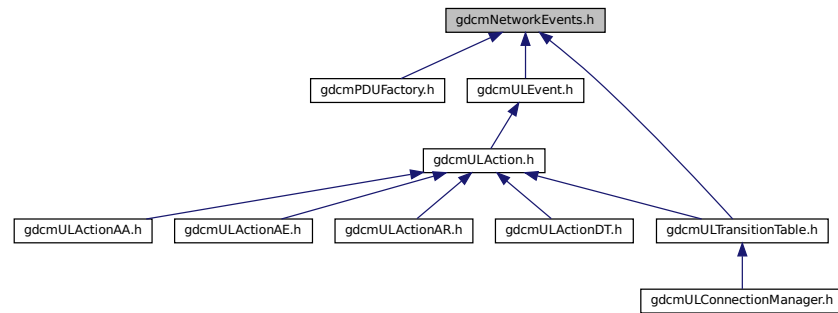 gdcmNetworkEvents.h
gdcmPDUFactory.h
gdcmULEvent.h
gdcmULAction.h
gdcmULActionAA.h
gdcmULActionAE.h
gdcmULActionAR.h
gdcmULActionDT.h
gdcmULTransitionTable.h
gdcmULConnectionManager.h